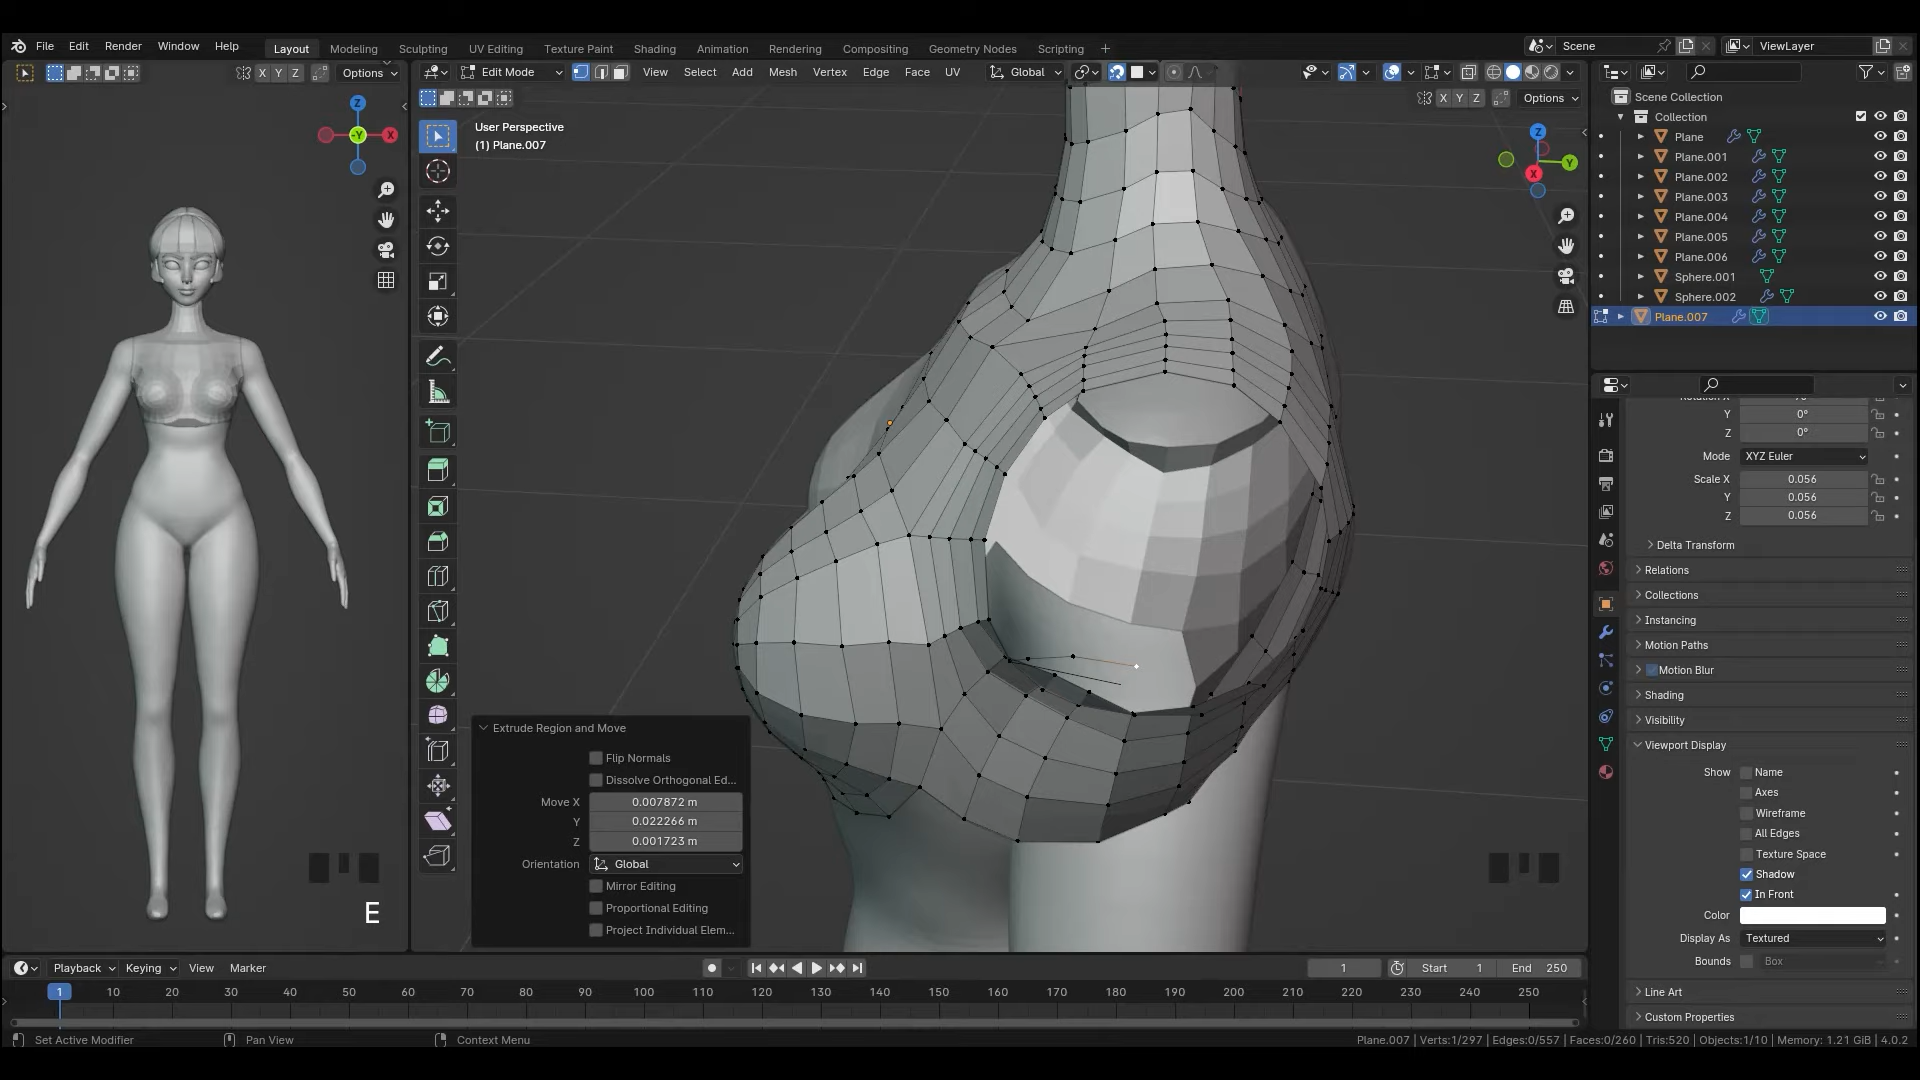 File Edit Render Window Help Layout Modeling Sculpting UV Editing Texture Paint Shading Animation Rendering Compositing Geometry Nodes Scripting + Scene ViewLayer
X Y Z Options Edit Mode View Select Add Mesh Vertex Edge Face UV Global
X Y Z Options
User Perspective
(1) Plane.007
Z
-Y X
Z
Y
X
Scene Collection
Collection
Plane
Plane.001
Plane.002
Plane.003
Plane.004
Plane.005
Plane.006
Sphere.001
Sphere.002
Plane.007
Y 0°
Z 0°
Mode XYZ Euler
Scale X 0.056
Y 0.056
Z 0.056
Delta Transform
Relations
Collections
Instancing
Motion Paths
Motion Blur
Shading
Visibility
Viewport Display
Show Name
Axes
Wireframe
All Edges
Texture Space
Shadow
In Front
Color
Display As Textured
Bounds Box
Line Art
Custom Properties
Extrude Region and Move
Flip Normals
Dissolve Orthogonal Ed...
Move X 0.007872 m
Y 0.022266 m
Z 0.001723 m
Orientation Global
Mirror Editing
Proportional Editing
Project Individual Elem...
E
Playback Keying View Marker 1 Start 1 End 250
1 10 20 30 40 50 60 70 80 90 100 110 120 130 140 150 160 170 180 190 200 210 220 230 240 250
Set Active Modifier Pan View Context Menu Plane.007 | Verts:1/297 | Edges:0/557 | Faces:0/260 | Tris:520 | Objects:1/10 | Memory: 1.21 GiB | 4.0.2